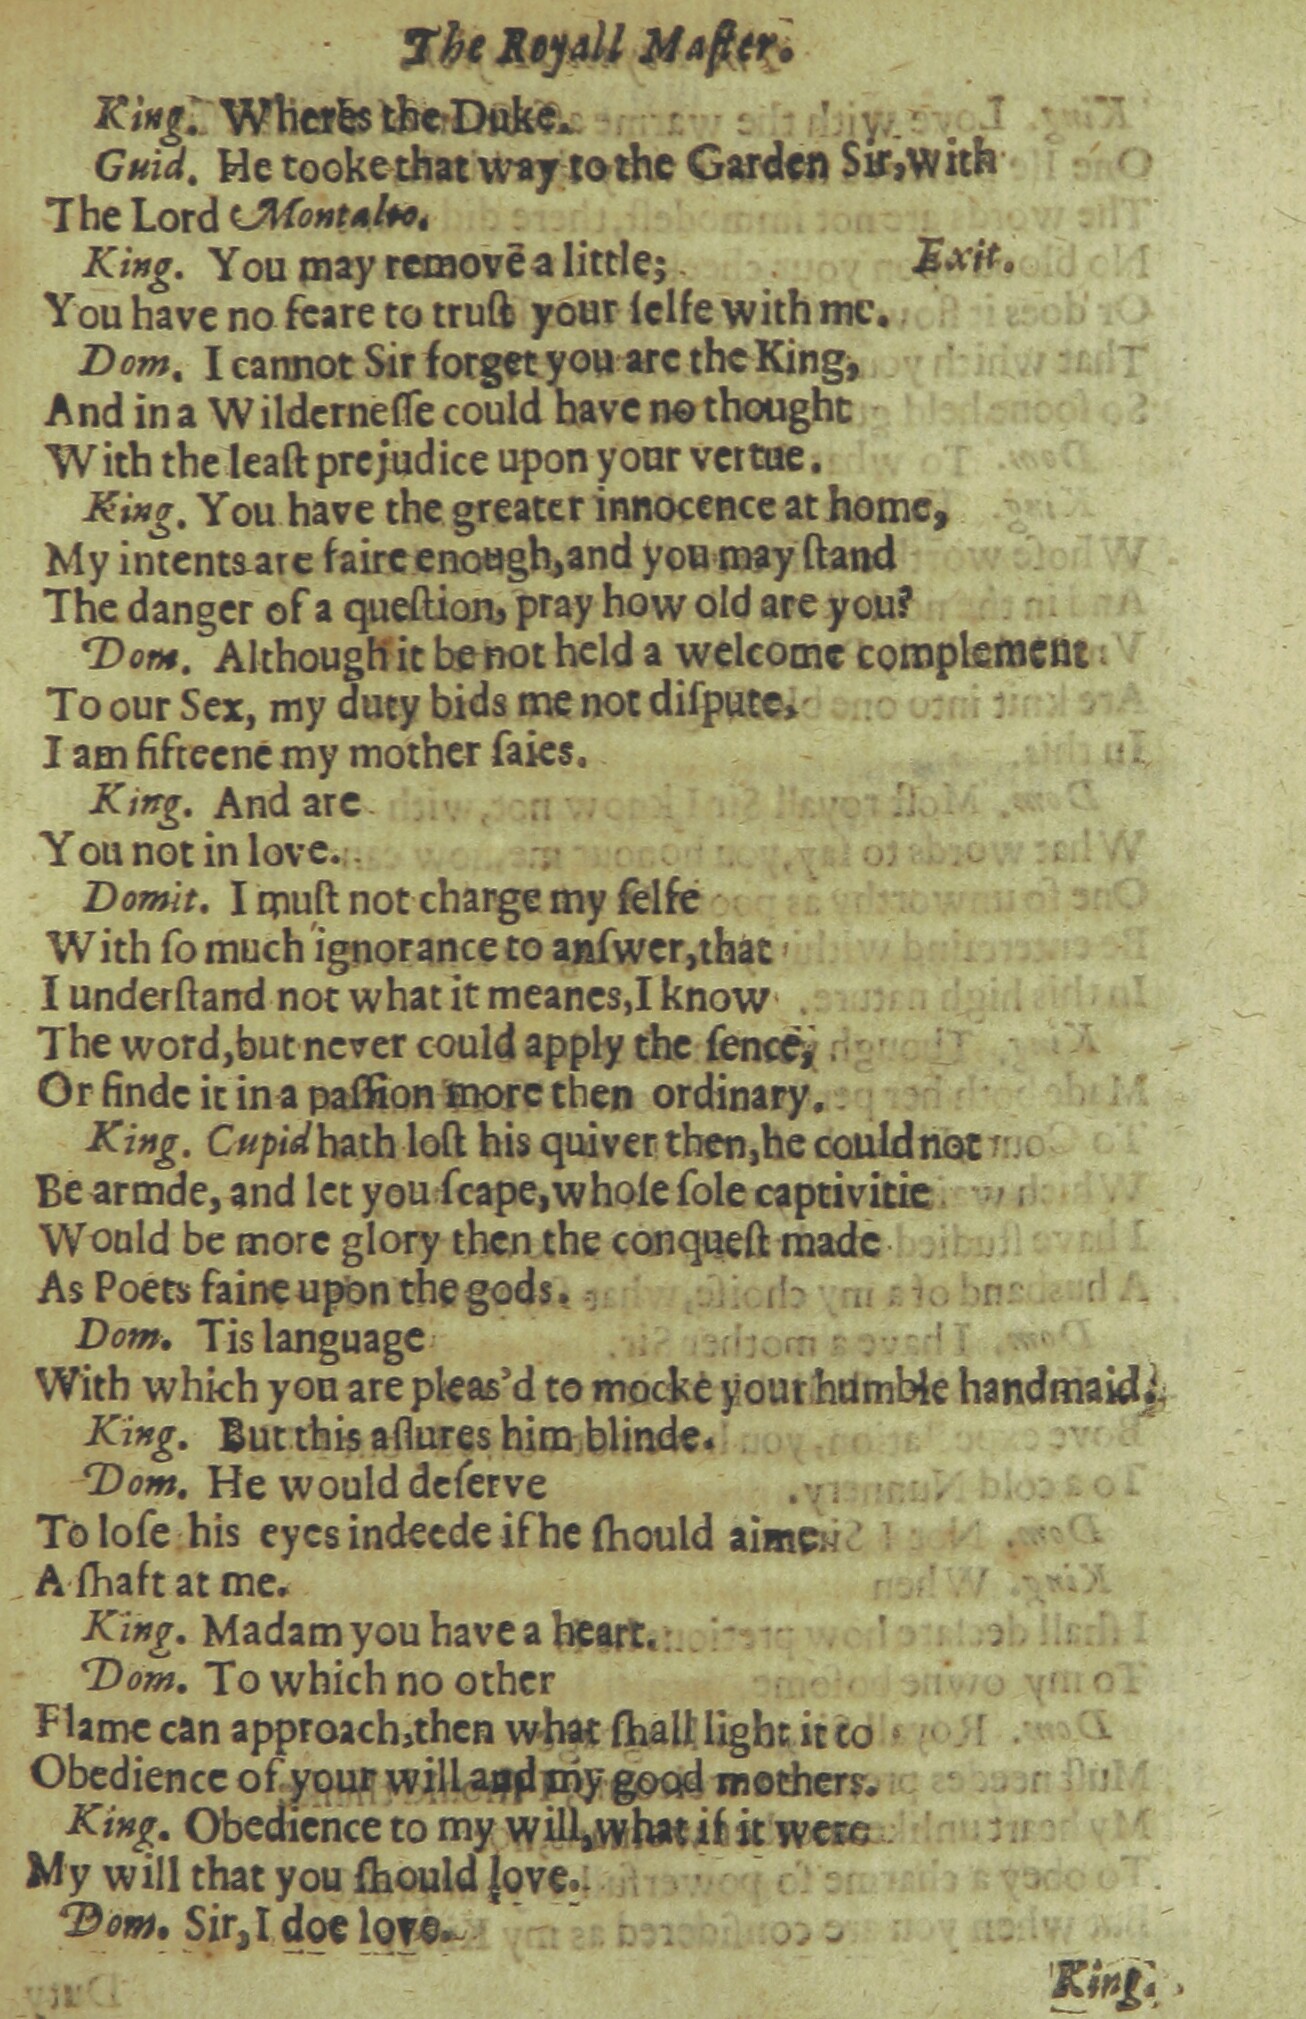 The Royall Maſter.
King. Wheres the Duke.
Guid. He tooke that way to the Garden Sir, with
The Lord Montalto.
King. You may remove a little; Exit.
You have no feare to truſt your ſelfe with me.
Dom. I cannot Sir forget you are the King,
And in a Wilderneſſe could have no thought
With the leaſt prejudice upon your vertue.
King. You have the greater innocence at home,
My intents are faire enough, and you may ſtand
The danger of a queſtion, pray how old are you?
Dom. Although it be not held a welcome complement
To our Sex, my duty bids me not diſpute,
I am fifteene my mother ſaies.
King. And are
You not in love.
Domit. I muſt not charge my ſelfe
With ſo much ignorance to anſwer, that
I underſtand not what it meanes, I know
The word, but never could apply the ſence,
Or finde it in a paſſion more then ordinary.
King. Cupid hath loſt his quiver then, he could not
Be armde, and let you ſcape, whoſe ſole captivitie
Would be more glory then the conqueſt made
As Poets faine upon the gods.
Dom. Tis language
With which you are pleas'd to mocke your humble handmaid.
King. But this aſſures him blinde.
Dom. He would deſerve
To loſe his eyes indeede if he ſhould aime
A ſhaft at me.
King. Madam you have a heart.
Dom. To which no other
Flame can approach, then what ſhall light it to
Obedience of your will and my good mothers.
King. Obedience to my will, what if it were
My will that you ſhould love.
Dom. Sir, I doe love.
King.